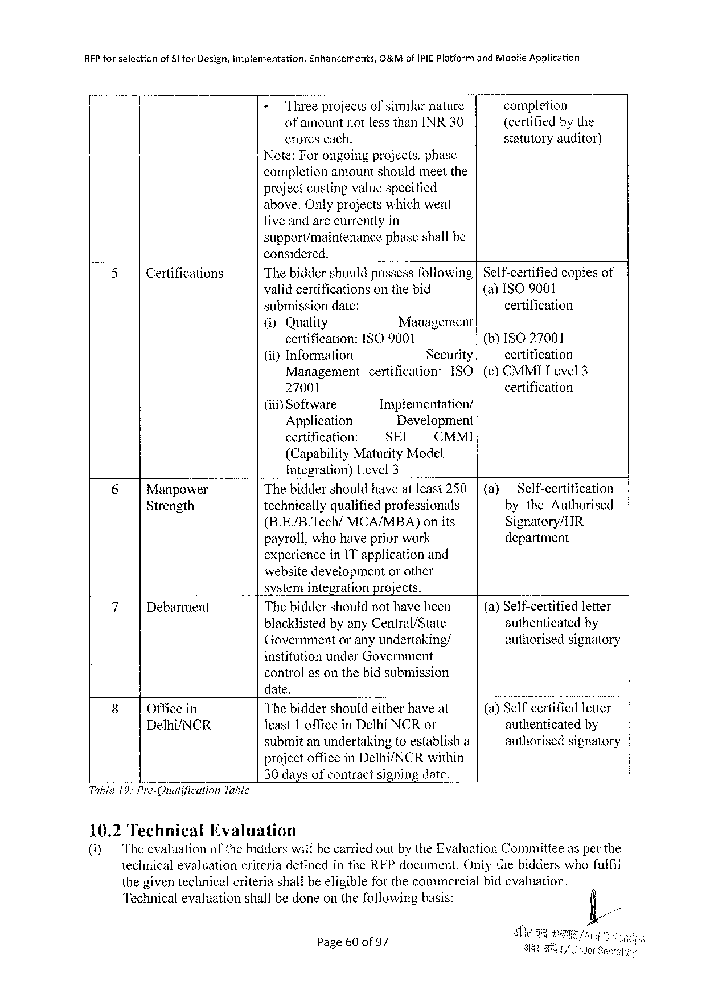 RFP for selection of SI for Design, Implementation, Enhancements, O&M of iPIE Platform and Mobile Application
• Three projects of similar nature
of amount not less than INR 30
crores each.
Note: For ongoing projects, phase
completion amount should meet the
project costing value specified
above. Only projects which went
live and are currently in
support/maintenance phase shall be
considered.
completion
(certified by the
statutory auditor)
5
Certifications
The bidder should possess following
valid certifications on the bid
submission date:
(i) Quality Management
certification: ISO 9001
(ii) Information Security
Management certification: ISO
27001
(iii) Software Implementation/
Application Development
certification: SEI CMMI
(Capability Maturity Model
Integration) Level 3
Self-certified copies of
(a) ISO 9001
certification
(b) ISO 27001
certification
(c) CMMI Level 3
certification
6
Manpower
Strength
The bidder should have at least 250
technically qualified professionals
(B.E./B.Tech/ MCA/MBA) on its
payroll, who have prior work
experience in IT application and
website development or other
system integration projects.
(a) Self-certification
by the Authorised
Signatory/HR
department
7
Debarment
The bidder should not have been
blacklisted by any Central/State
Government or any undertaking/
institution under Government
control as on the bid submission
date.
(a) Self-certified letter
authenticated by
authorised signatory
8
Office in
Delhi/NCR
The bidder should either have at
least 1 office in Delhi NCR or
submit an undertaking to establish a
project office in Delhi/NCR within
30 days of contract signing date.
(a) Self-certified letter
authenticated by
authorised signatory
Table 19: Pre-Qualification Table
10.2 Technical Evaluation
(i) The evaluation of the bidders will be carried out by the Evaluation Committee as per the
technical evaluation criteria defined in the RFP document. Only the bidders who fulfil
the given technical criteria shall be eligible for the commercial bid evaluation.
Technical evaluation shall be done on the following basis:
Page 60 of 97
चन्द्र काण्डपाल/Anil C Kandpal
अवर सचिव/Under Secretary